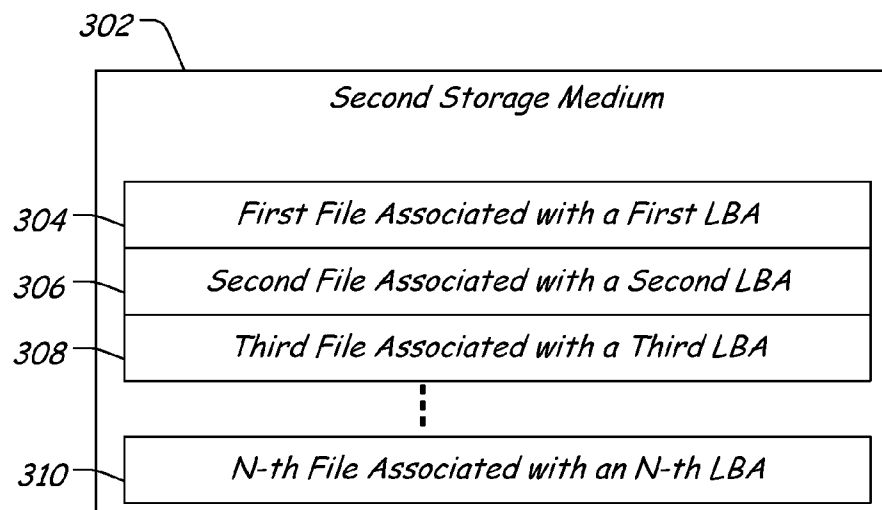 302
Second Storage Medium
304
First File Associated with a First LBA
306
Second File Associated with a Second LBA
308
Third File Associated with a Third LBA
310
N-th File Associated with an N-th LBA